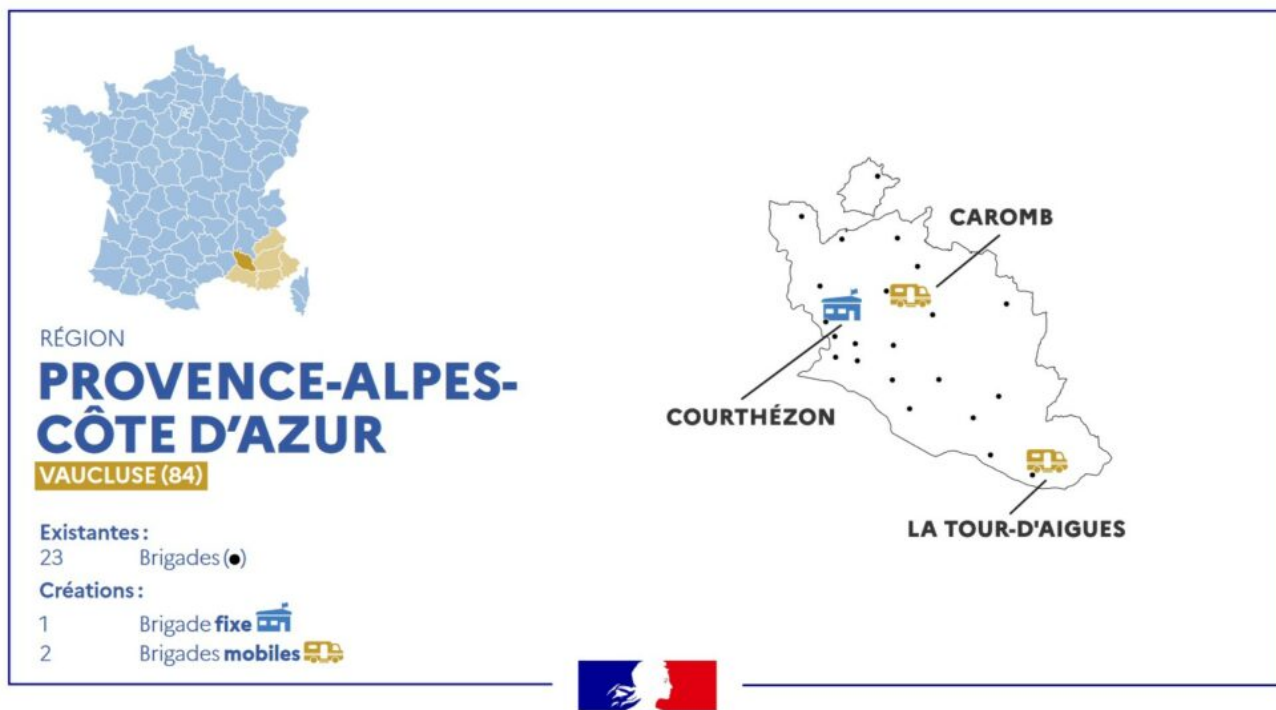 RÉGION
PROVENCE-ALPES-
CÔTE D'AZUR
VAUCLUSE (84)
Existantes :
23 Brigades (●)
Créations :
1 Brigade fixe
2 Brigades mobiles
CAROMB
COURTHÉZON
LA TOUR-D'AIGUES